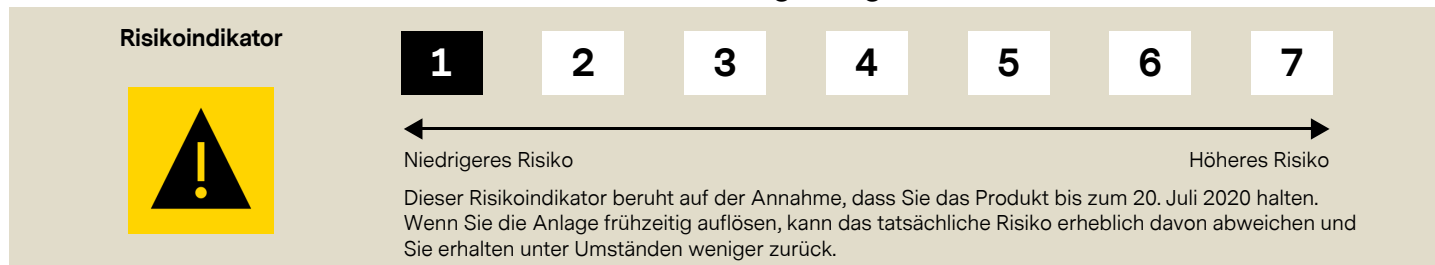 Risikoindikator
1 2 3 4 5 6 7
Niedrigeres Risiko Höheres Risiko
Dieser Risikoindikator beruht auf der Annahme, dass Sie das Produkt bis zum 20. Juli 2020 halten.
Wenn Sie die Anlage frühzeitig auflösen, kann das tatsächliche Risiko erheblich davon abweichen und
Sie erhalten unter Umständen weniger zurück.